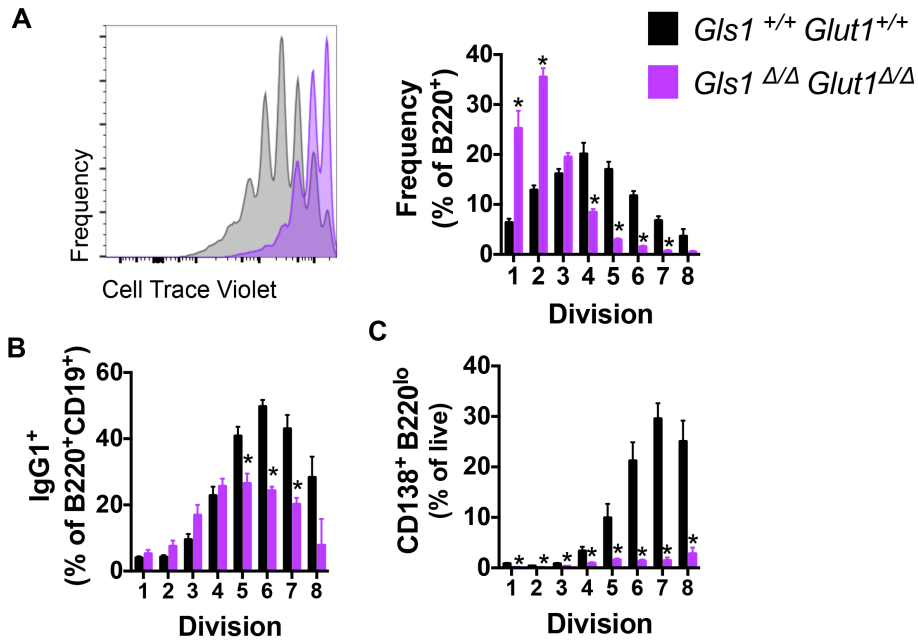 A
Frequency
Cell Trace Violet
Frequency
(% of B220⁺)
40
30
20
10
0
* * * * * * *
1 2 3 4 5 6 7 8
Division
Gls1 +/+ Glut1+/+
Gls1 Δ/Δ Glut1Δ/Δ
B
IgG1⁺
(% of B220⁺CD19⁺)
60
40
20
0
* * *
1 2 3 4 5 6 7 8
Division
C
CD138⁺ B220ˡᵒ
(% of live)
40
30
20
10
0
* * * * * * * *
1 2 3 4 5 6 7 8
Division